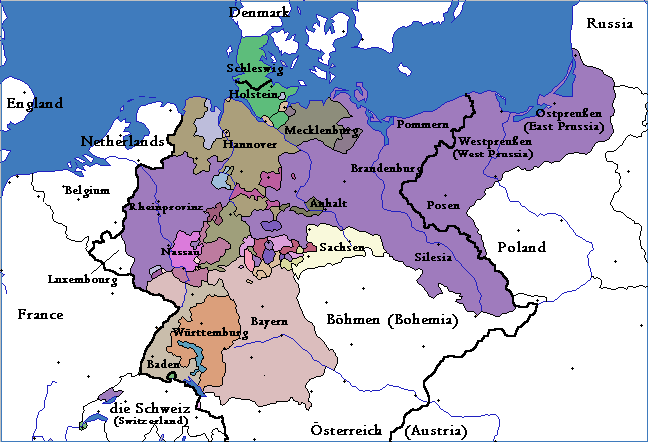 Denmark
Russia
Schleswig
Holstein
England
Mecklenburg
Pommern
Ostpreußen
(East Prussia)
Netherlands
Hannover
Westpreußen
(West Prussia)
Brandenburg
Belgium
Rheinprovinz
Anhalt
Posen
Nassau
Sachsen
Poland
Silesia
Luxembourg
France
Böhmen (Bohemia)
Württemburg
Bayern
Baden
die Schweiz
(Switzerland)
Österreich (Austria)